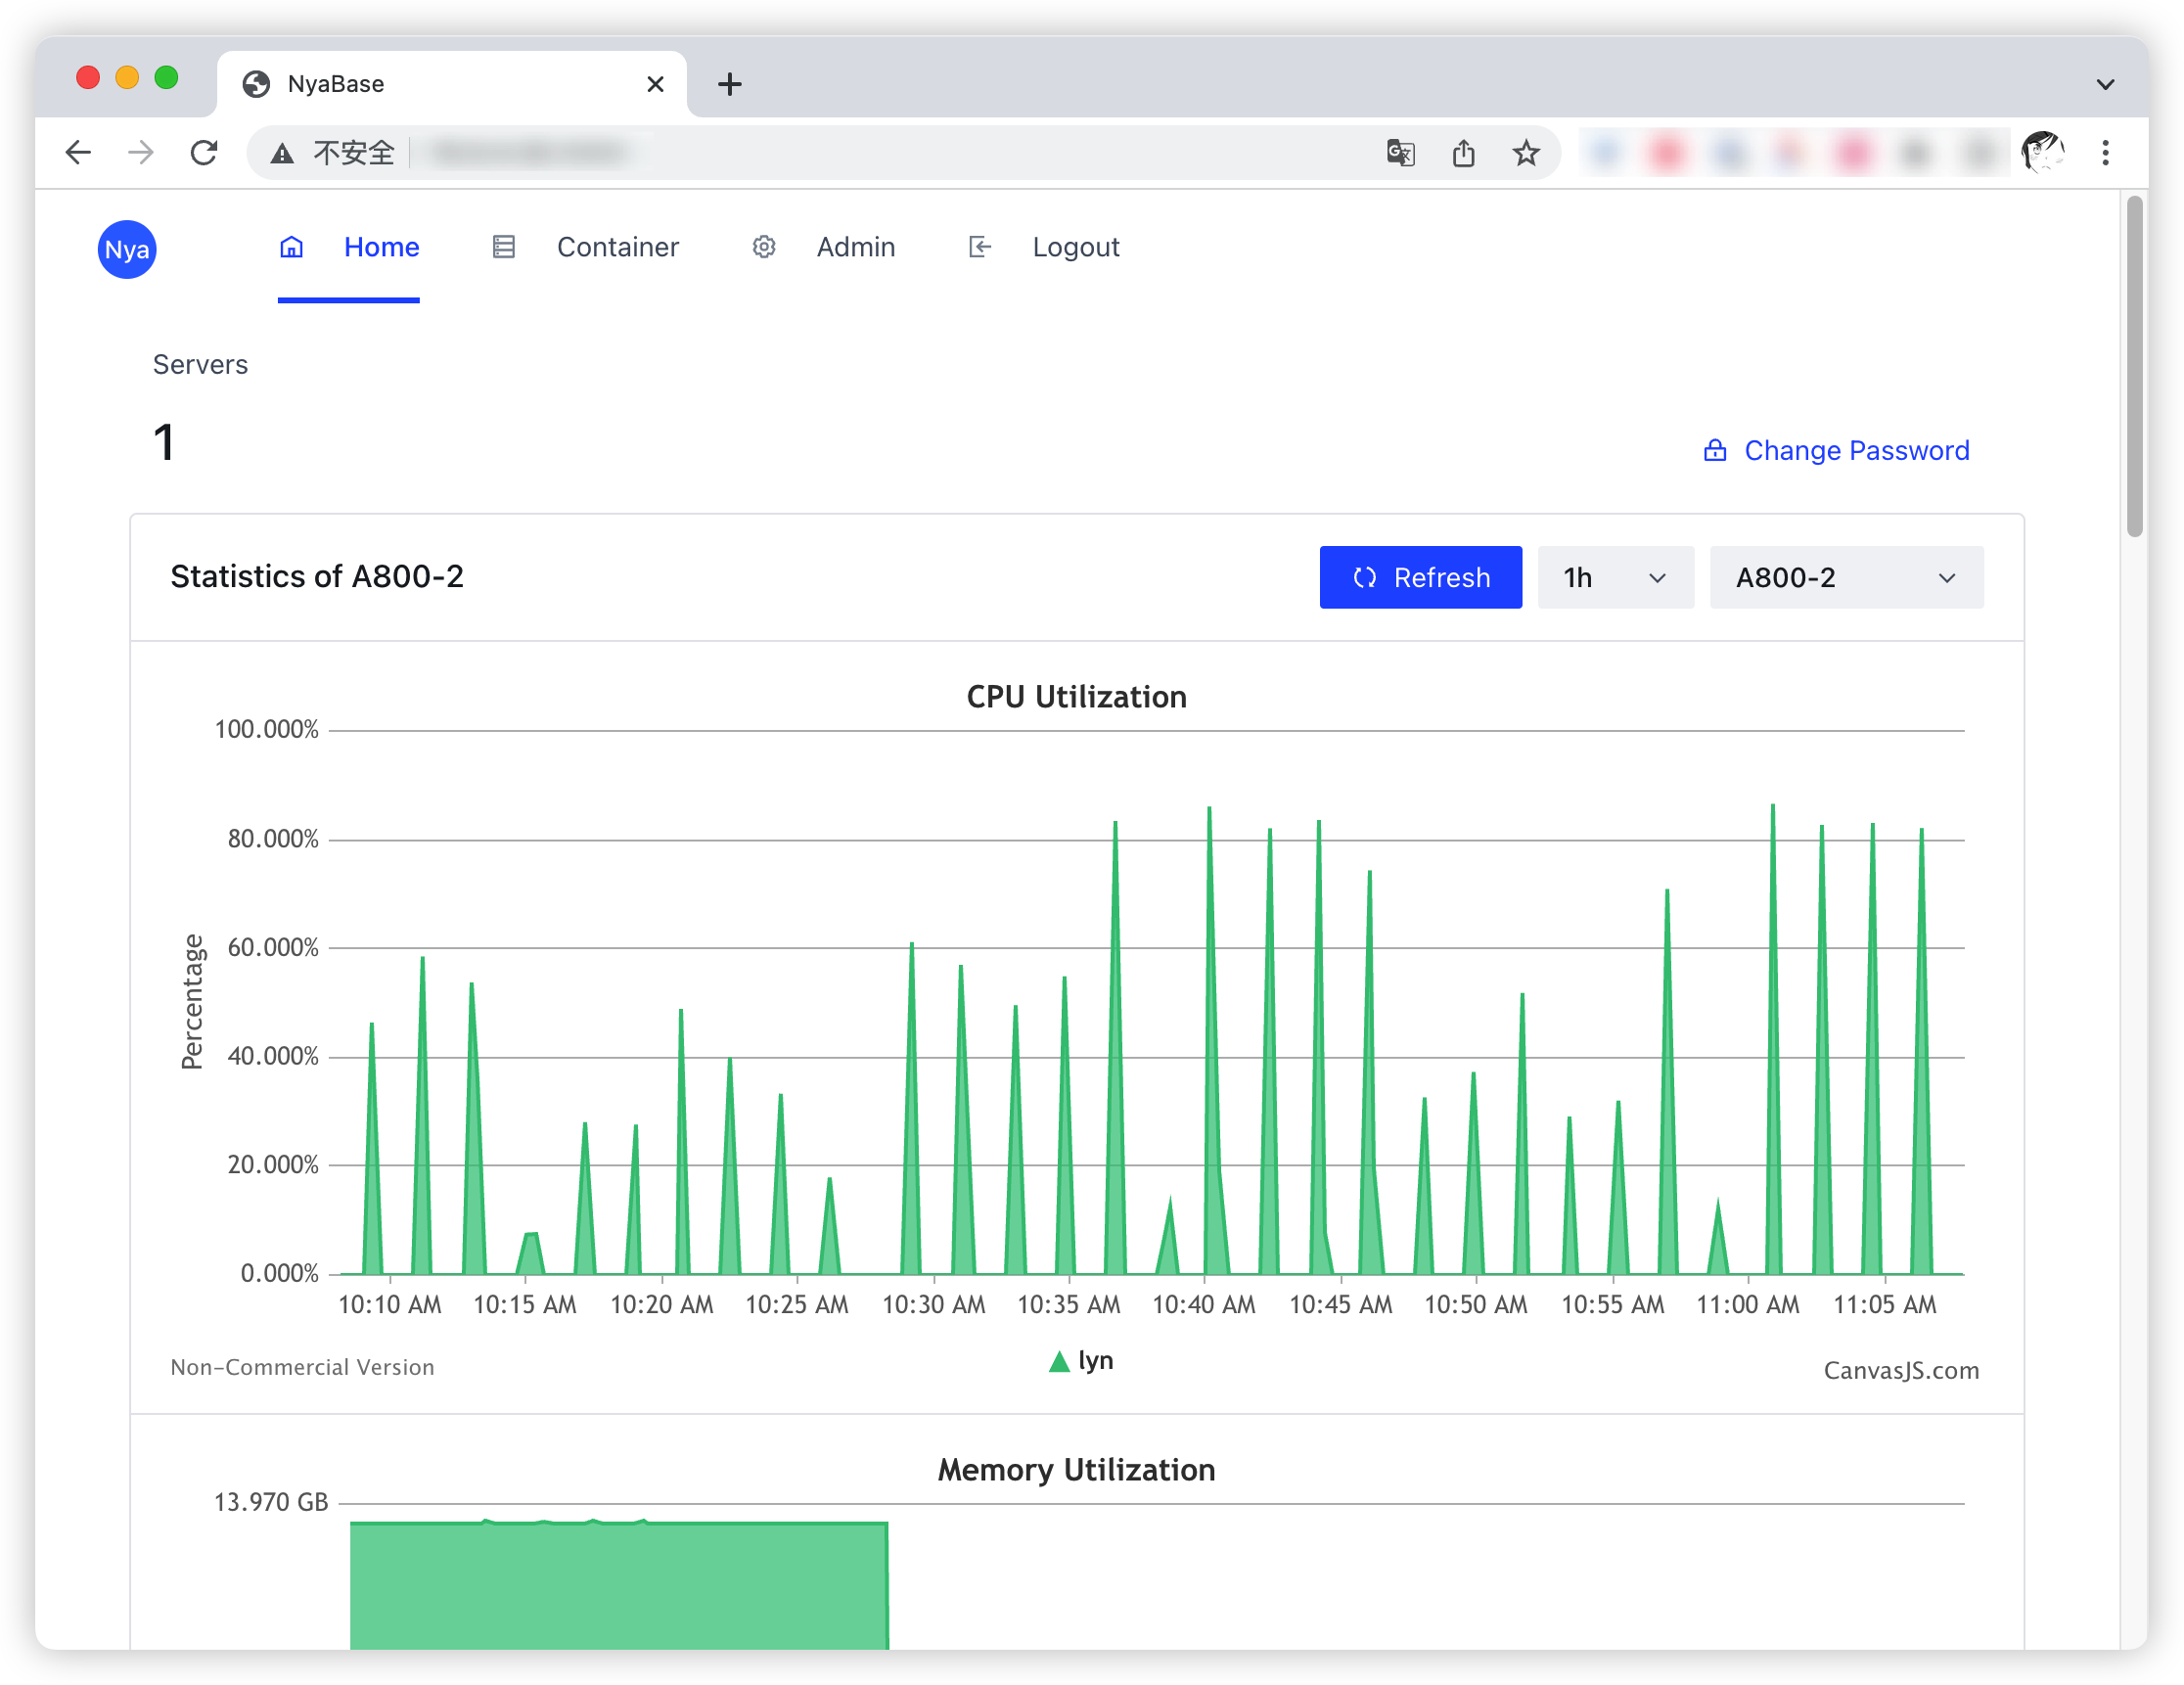 NyaBase
不安全
Nya
Home
Container
Admin
Logout
Servers
1
Change Password
Statistics of A800-2
Refresh
1h
A800-2
CPU Utilization
100.000%
80.000%
60.000%
40.000%
20.000%
0.000%
Percentage
10:10 AM
10:15 AM
10:20 AM
10:25 AM
10:30 AM
10:35 AM
10:40 AM
10:45 AM
10:50 AM
10:55 AM
11:00 AM
11:05 AM
lyn
Non-Commercial Version
CanvasJS.com
Memory Utilization
13.970 GB